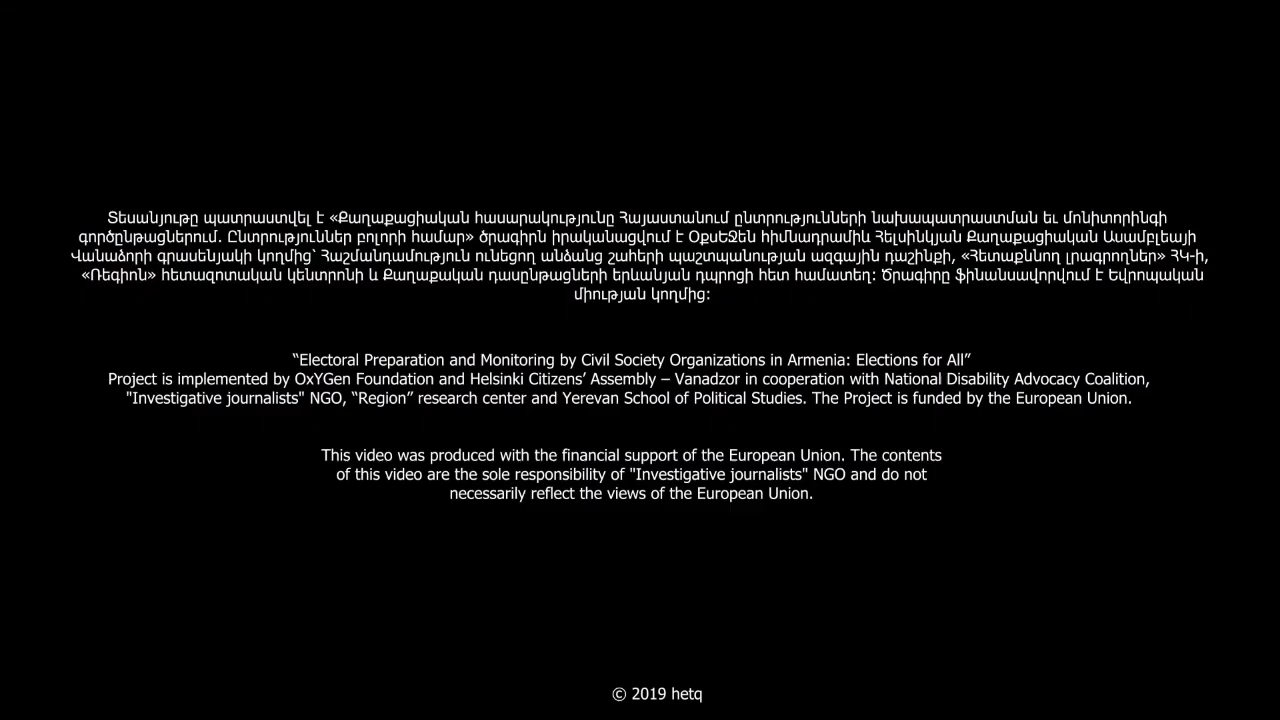 Տեսանյութը պատրաստվել է «Քաղաքացիական հասարակությունը Հայաստանում ընտրությունների նախապատրաստման եւ մոնիտորինգի
գործընթացներում. Ընտրություններ բոլորի համար» ծրագիրն իրականացվում է ՕքսԵՋեն հիմնադրամիև Հելսինկյան Քաղաքացիական Ասամբլեայի
Վանաձորի գրասենյակի կողմից՝ Հաշմանդամություն ունեցող անձանց շահերի պաշտպանության ազգային դաշինքի, «Հետաքննող լրագրողներ» ՀԿ-ի,
«Ռեգիոն» հետազոտական կենտրոնի և Քաղաքական դասընթացների երևանյան դպրոցի հետ համատեղ: Ծրագիրը ֆինանսավորվում է Եվրոպական
միության կողմից:
“Electoral Preparation and Monitoring by Civil Society Organizations in Armenia: Elections for All”
Project is implemented by OxYGen Foundation and Helsinki Citizens’ Assembly – Vanadzor in cooperation with National Disability Advocacy Coalition,
"Investigative journalists" NGO, “Region” research center and Yerevan School of Political Studies. The Project is funded by the European Union.
This video was produced with the financial support of the European Union. The contents
of this video are the sole responsibility of "Investigative journalists" NGO and do not
necessarily reflect the views of the European Union.
© 2019 hetq